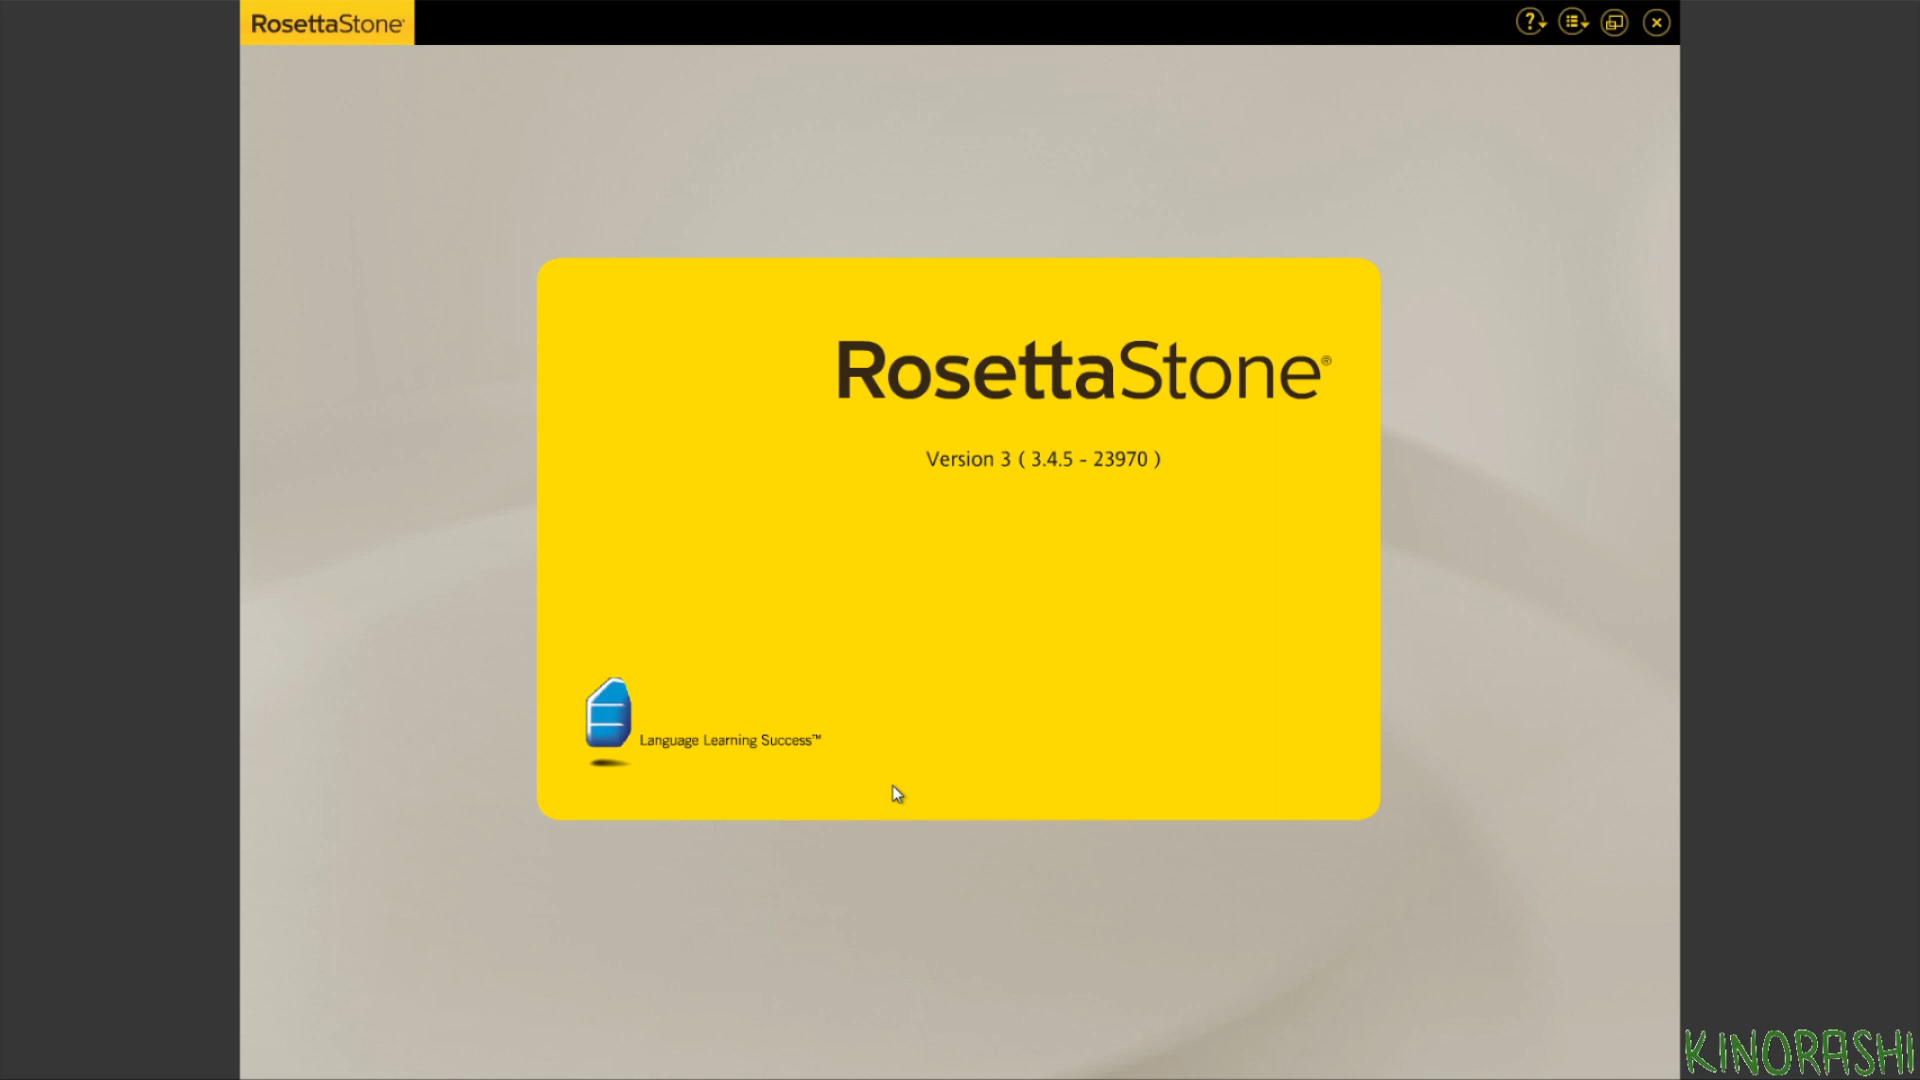 RosettaStone
?
RosettaStone®
Version 3 ( 3.4.5 - 23970 )
Language Learning Success™
KINORASHI